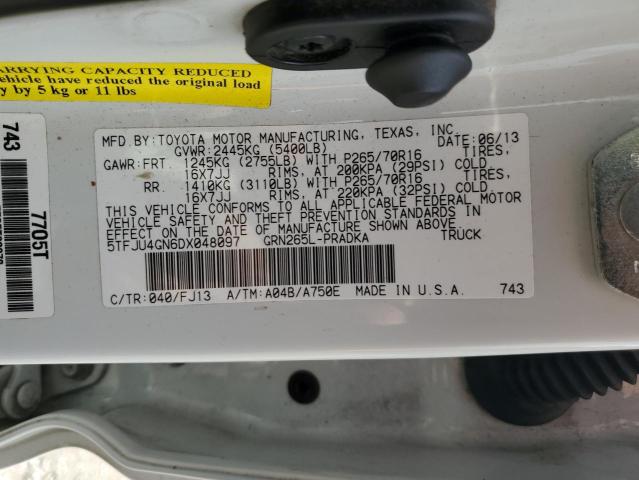 ARRYING CAPACITY REDUCED
ehicle have reduced the original load
y by 5 kg or 11 lbs
743
7705T
MFD.BY:TOYOTA MOTOR MANUFACTURING, TEXAS, INC. DATE: 06/13
GVWR:2445KG (5400LB)
GAWR:FRT. 1245KG (2755LB) WITH P265/70R16 TIRES,
16X7JJ RIMS, AT 200KPA (29PSI) COLD
RR. 1410KG (3110LB) WITH P265/70R16 TIRES,
16X7JJ RIMS, AT 220KPA (32PSI) COLD
THIS VEHICLE CONFORMS TO ALL APPLICABLE FEDERAL MOTOR
VEHICLE SAFETY AND THEFT PREVENTION STANDARDS IN
EFFECT ON THE DATE OF MANUFACTURE SHOWN ABOVE.
5TFJU4GN6DX048097 GRN265L-PRADKA TRUCK
C/TR:040/FJ13 A/TM:A04B/A750E MADE IN U.S.A. 743